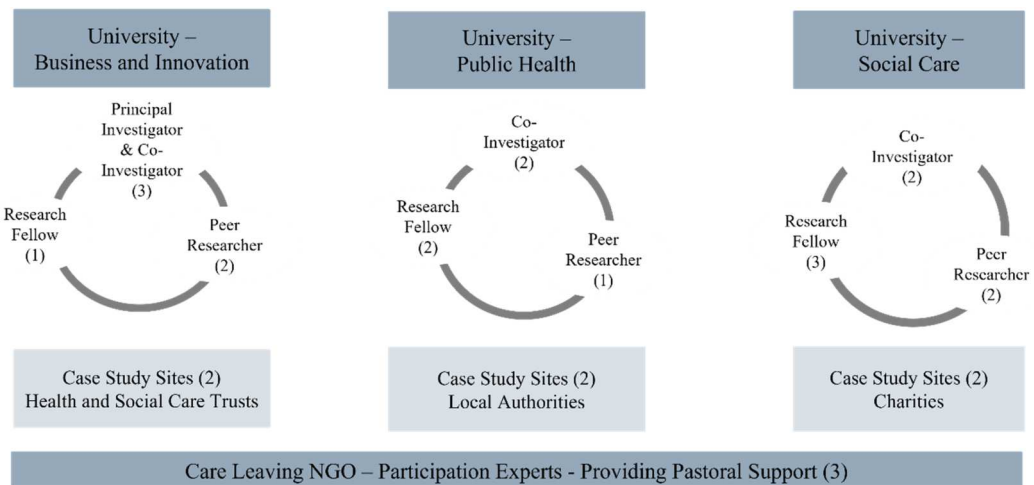 University –
Business and Innovation
Principal
Investigator
& Co-
Investigator
(3)
Research
Fellow
(1)
Peer
Researcher
(2)
Case Study Sites (2)
Health and Social Care Trusts
University –
Public Health
Co-
Investigator
(2)
Research
Fellow
(2)
Peer
Researcher
(1)
Case Study Sites (2)
Local Authorities
University –
Social Care
Co-
Investigator
(2)
Research
Fellow
(3)
Peer
Researcher
(2)
Case Study Sites (2)
Charities
Care Leaving NGO – Participation Experts - Providing Pastoral Support (3)